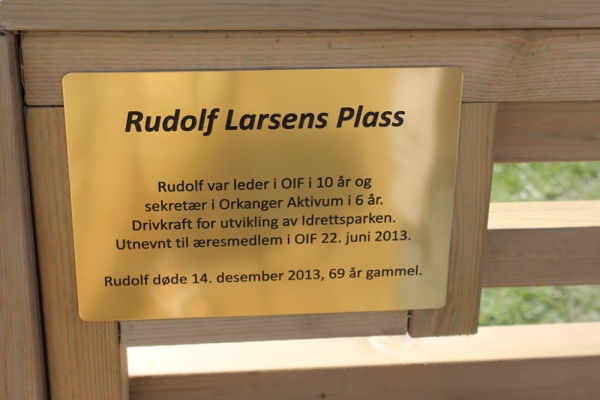 Rudolf Larsens Plass
Rudolf var leder i OIF i 10 år og
sekretær i Orkanger Aktivum i 6 år.
Drivkraft for utvikling av Idrettsparken.
Utnevnt til æresmedlem i OIF 22. juni 2013.
Rudolf døde 14. desember 2013, 69 år gammel.